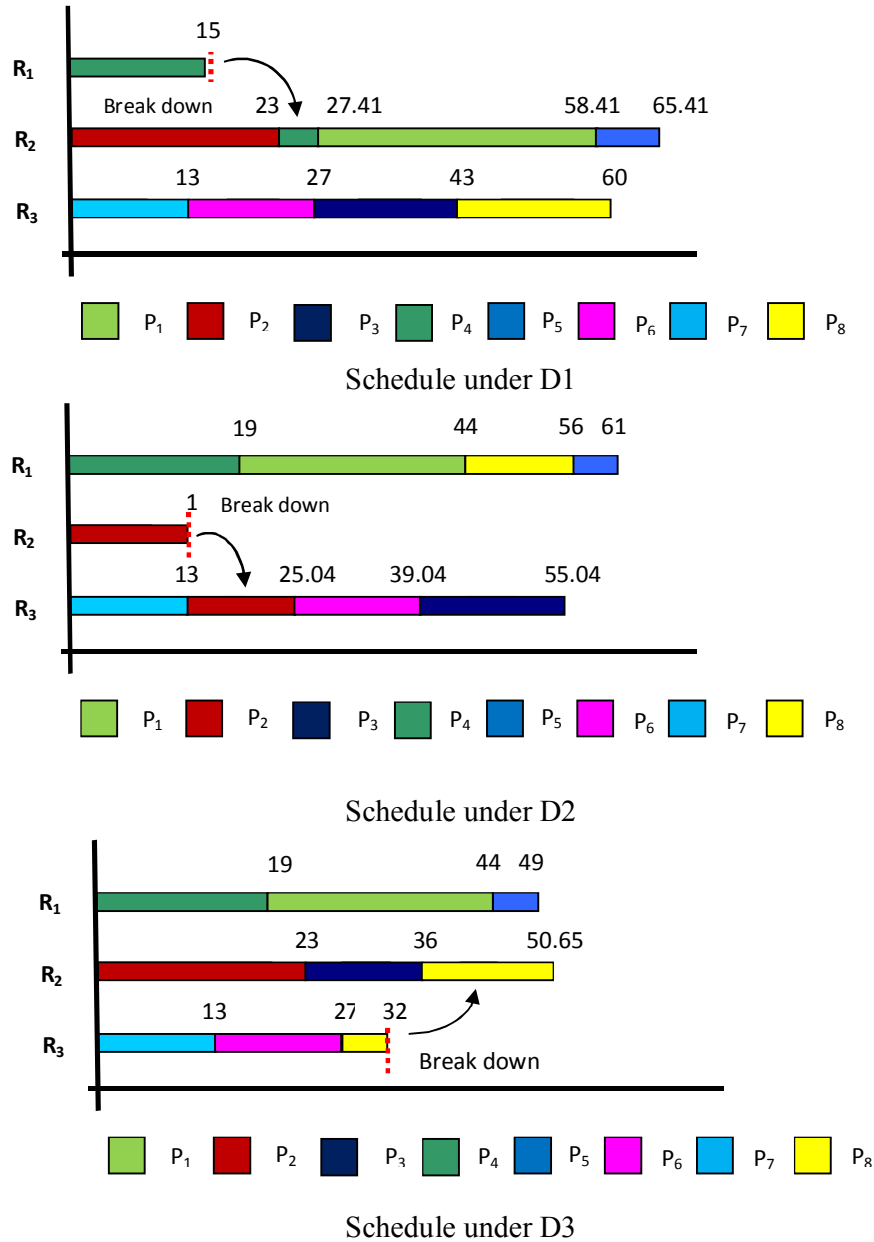 15
R1
Break down 23 27.41 58.41 65.41
R2
13 27 43 60
R3
P1 P2 P3 P4 P5 P6 P7 P8
Schedule under D1
19 44 56 61
R1
1 Break down
R2
13 25.04 39.04 55.04
R3
P1 P2 P3 P4 P5 P6 P7 P8
Schedule under D2
19 44 49
R1
23 36 50.65
R2
13 27 32
R3
Break down
P1 P2 P3 P4 P5 P6 P7 P8
Schedule under D3